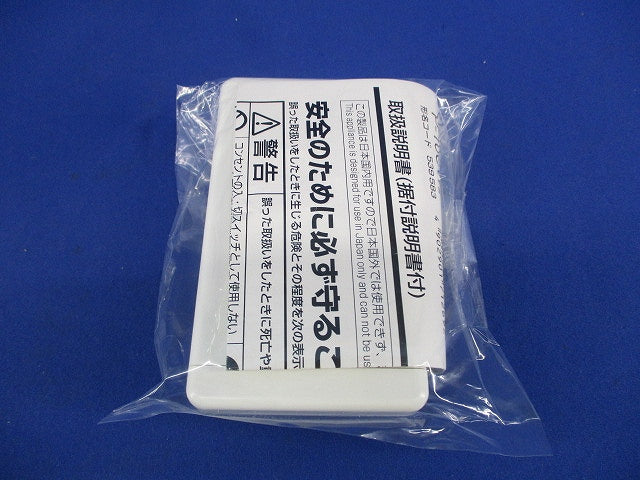 取扱説明書(据付説明書付)
形名コード 539583
この製品は日本国内用ですので日本国外では使用できず、
This appliance is designed for use in Japan only and can not be us
安全のために必ず守るこ
誤った取扱いをしたときに生じる危険とその程度を次の表示
警告
誤った取扱いをしたときに死亡や
コンセントの入・切スイッチとして使用しない